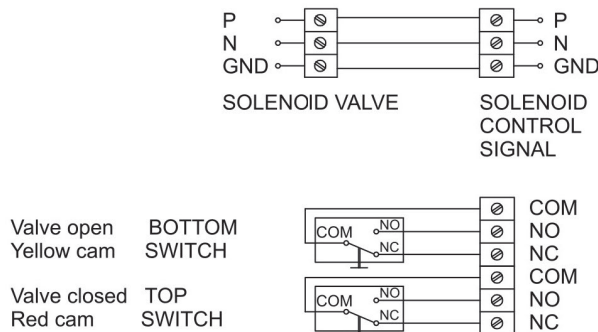 P P
N N
GND GND
SOLENOID VALVE SOLENOID
CONTROL
SIGNAL
COM
Valve open BOTTOM COM NO NO
Yellow cam SWITCH NC NC
COM
Valve closed TOP COM NO NO
Red cam SWITCH NC NC